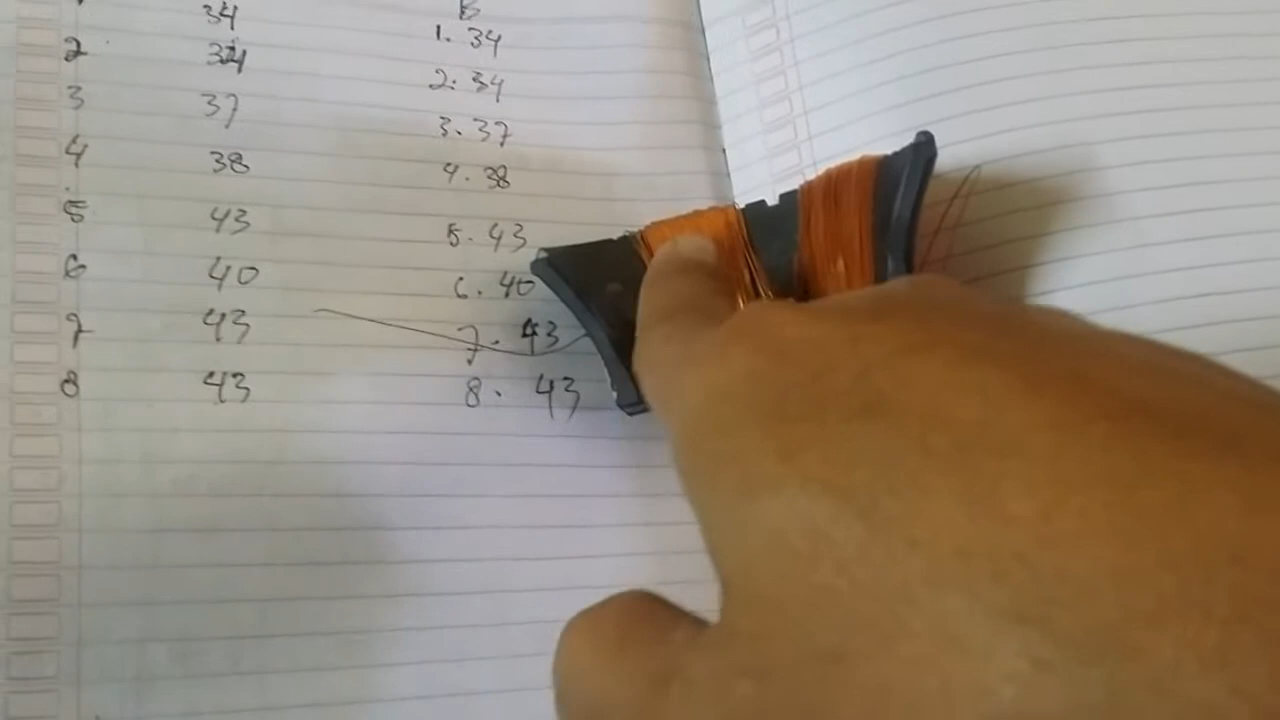 34 B
1. 34
2 34 2. 34
3 37 3. 37
4 38 4. 38
5 43 5. 43
6 40 6. 40
7 43 7. 43
8 43 8. 43